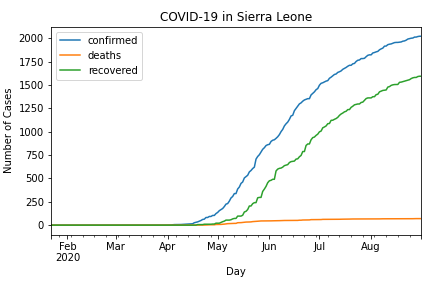 COVID-19 in Sierra Leone
confirmed
deaths
recovered
Number of Cases
2000
1750
1500
1250
1000
750
500
250
0
Feb
2020
Mar
Apr
May
Jun
Jul
Aug
Day